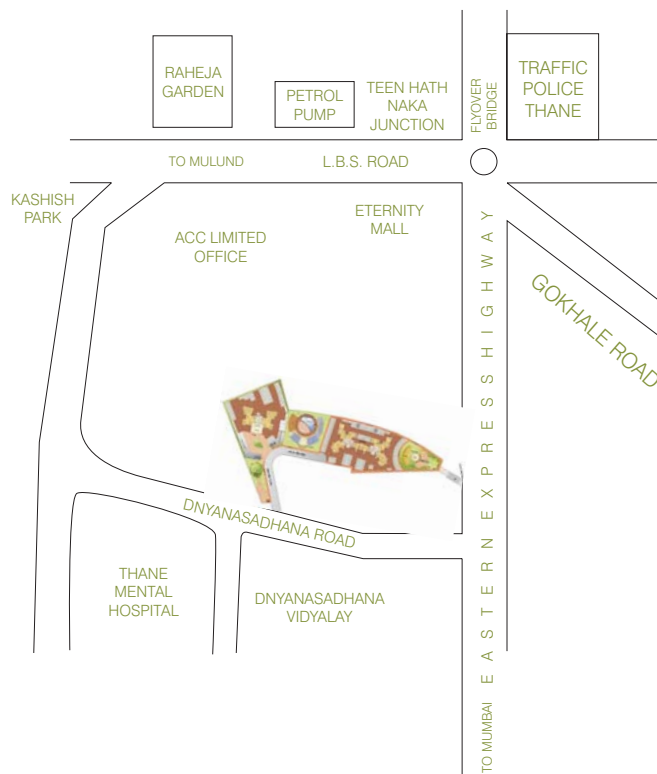 RAHEJA
GARDEN
PETROL
PUMP
TEEN HATH
NAKA
JUNCTION
FLYOVER
BRIDGE
TRAFFIC
POLICE
THANE
TO MULUND
L.B.S. ROAD
KASHISH
PARK
ACC LIMITED
OFFICE
ETERNITY
MALL
GOKHALE ROAD
EASTERN EXPRESS HIGHWAY
DNYANASADHANA ROAD
THANE
MENTAL
HOSPITAL
DNYANASADHANA
VIDYALAY
TO MUMBAI